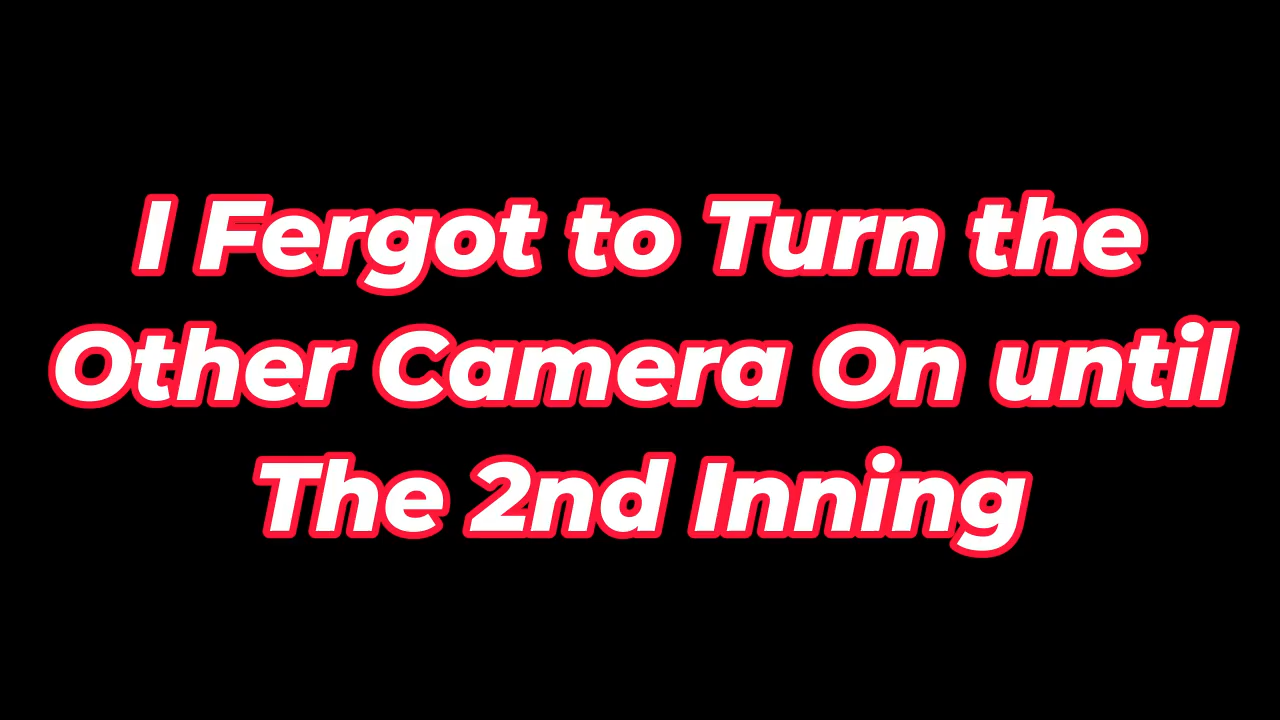 I Fergot to Turn the
Other Camera On until
The 2nd Inning